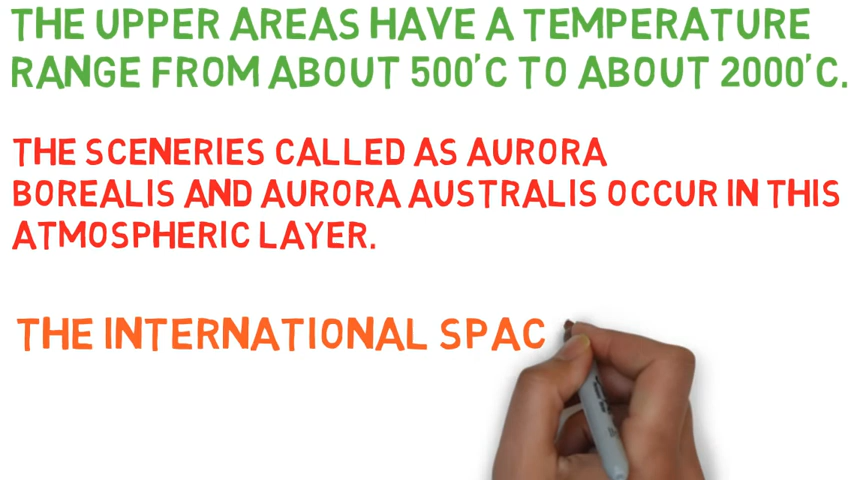 THE UPPER AREAS HAVE A TEMPERATURE
RANGE FROM ABOUT 500'C TO ABOUT 2000'C.
THE SCENERIES CALLED AS AURORA
BOREALIS AND AURORA AUSTRALIS OCCUR IN THIS
ATMOSPHERIC LAYER.
THE INTERNATIONAL SPAC